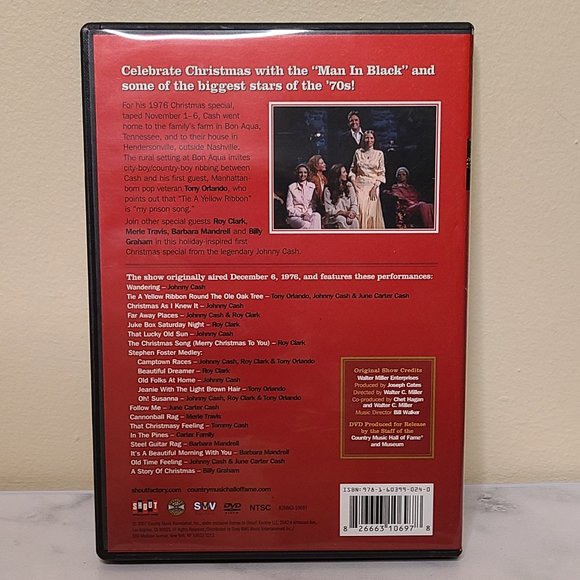 Celebrate Christmas with the "Man In Black" and
some of the biggest stars of the '70s!
For his 1976 Christmas special,
taped November 1–6, Cash went
home to the family's farm in Bon Aqua,
Tennessee, and to their house in
Hendersonville, outside Nashville.
The rural setting at Bon Aqua invites
city-boy/country-boy ribbing between
Cash and his first guest, Manhattan-
born pop veteran Tony Orlando, who
points out that "Tie A Yellow Ribbon"
is "my prison song."
Join other special guests Roy Clark,
Merle Travis, Barbara Mandrell and Billy
Graham in this holiday-inspired first
Christmas special from the legendary Johnny Cash.
The show originally aired December 6, 1976, and features these performances:
Wandering – Johnny Cash
Tie A Yellow Ribbon Round The Ole Oak Tree – Tony Orlando, Johnny Cash & June Carter Cash
Christmas As I Knew It – Johnny Cash
Far Away Places – Johnny Cash & Roy Clark
Juke Box Saturday Night – Roy Clark
That Lucky Old Sun – Johnny Cash
The Christmas Song (Merry Christmas To You) – Roy Clark
Stephen Foster Medley:
Camptown Races – Johnny Cash, Roy Clark & Tony Orlando
Beautiful Dreamer – Roy Clark
Old Folks At Home – Johnny Cash
Jeanie With The Light Brown Hair – Tony Orlando
Oh! Susanna – Johnny Cash, Roy Clark & Tony Orlando
Follow Me – June Carter Cash
Cannonball Rag – Merle Travis
That Christmasy Feeling – Tommy Cash
In The Pines – Carter Family
Steel Guitar Rag – Barbara Mandrell
It's A Beautiful Morning With You – Barbara Mandrell
Old Time Feeling – Johnny Cash & June Carter Cash
A Story Of Christmas – Billy Graham
Original Show Credits
Walter Miller Enterprises
Produced by Joseph Cates
Directed by Walter C. Miller
Co-produced by Chet Hagan
and Walter C. Miller
Music Director Bill Walker
DVD Produced for Release
by the Staff of the
Country Music Hall of Fame®
and Museum
shoutfactory.com countrymusichalloffame.com
SHOUT SMV DVD NTSC
ISBN: 978-1-60399-024-0
8 26663 10697 8